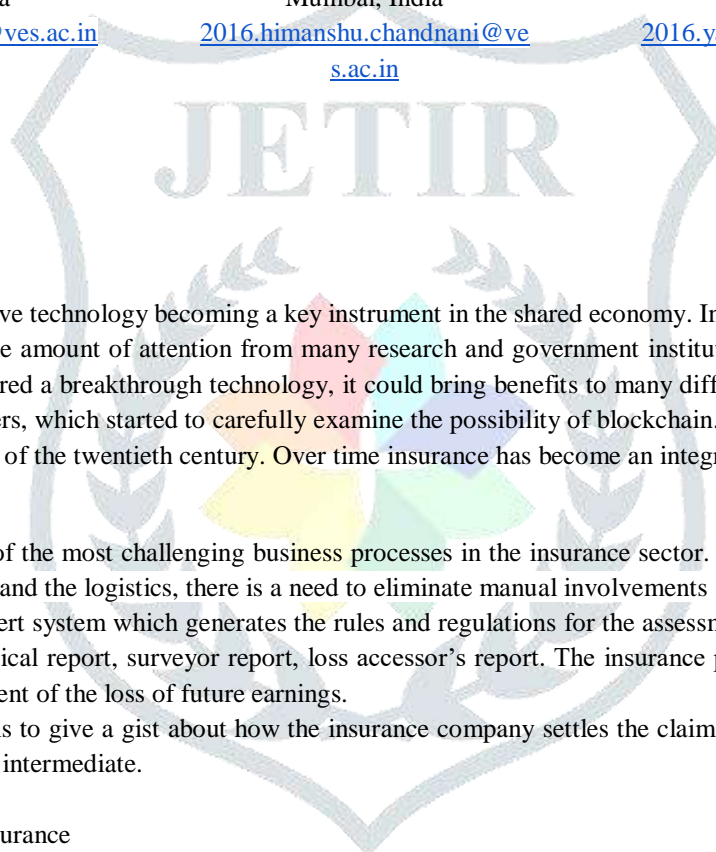 Mumbai, India
@ves.ac.in 2016.himanshu.chandnani@ve 2016.y
s.ac.in
JETIR
ve technology becoming a key instrument in the shared economy. In
e amount of attention from many research and government institut
red a breakthrough technology, it could bring benefits to many diff
ers, which started to carefully examine the possibility of blockchain.
of the twentieth century. Over time insurance has become an integr
of the most challenging business processes in the insurance sector.
and the logistics, there is a need to eliminate manual involvements
ert system which generates the rules and regulations for the assessm
ical report, surveyor report, loss accessor's report. The insurance p
ent of the loss of future earnings.
is to give a gist about how the insurance company settles the claim
intermediate.
urance